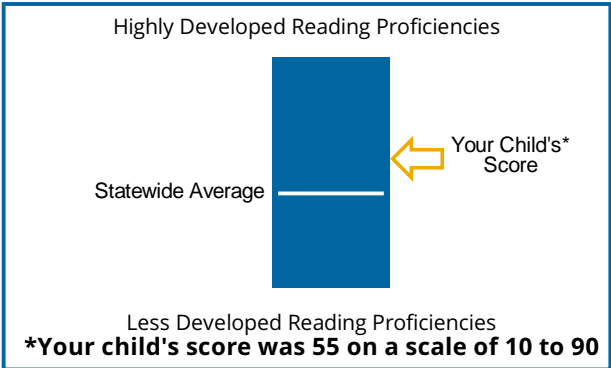 Highly Developed Reading Proficiencies
Your Child's*
Score
Statewide Average
Less Developed Reading Proficiencies
*Your child's score was 55 on a scale of 10 to 90